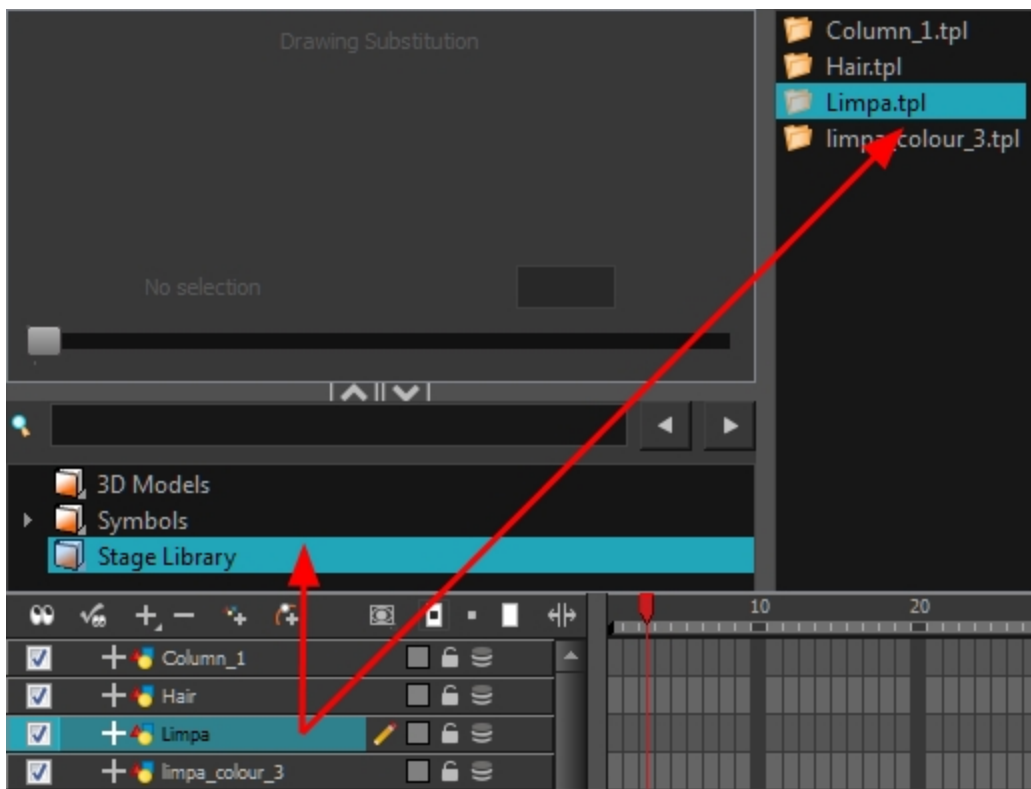 Drawing Substitution
No selection
Column_1.tpl
Hair.tpl
Limpa.tpl
limpa_colour_3.tpl
3D Models
Symbols
Stage Library
10 20
Column_1
Hair
Limpa
limpa_colour_3